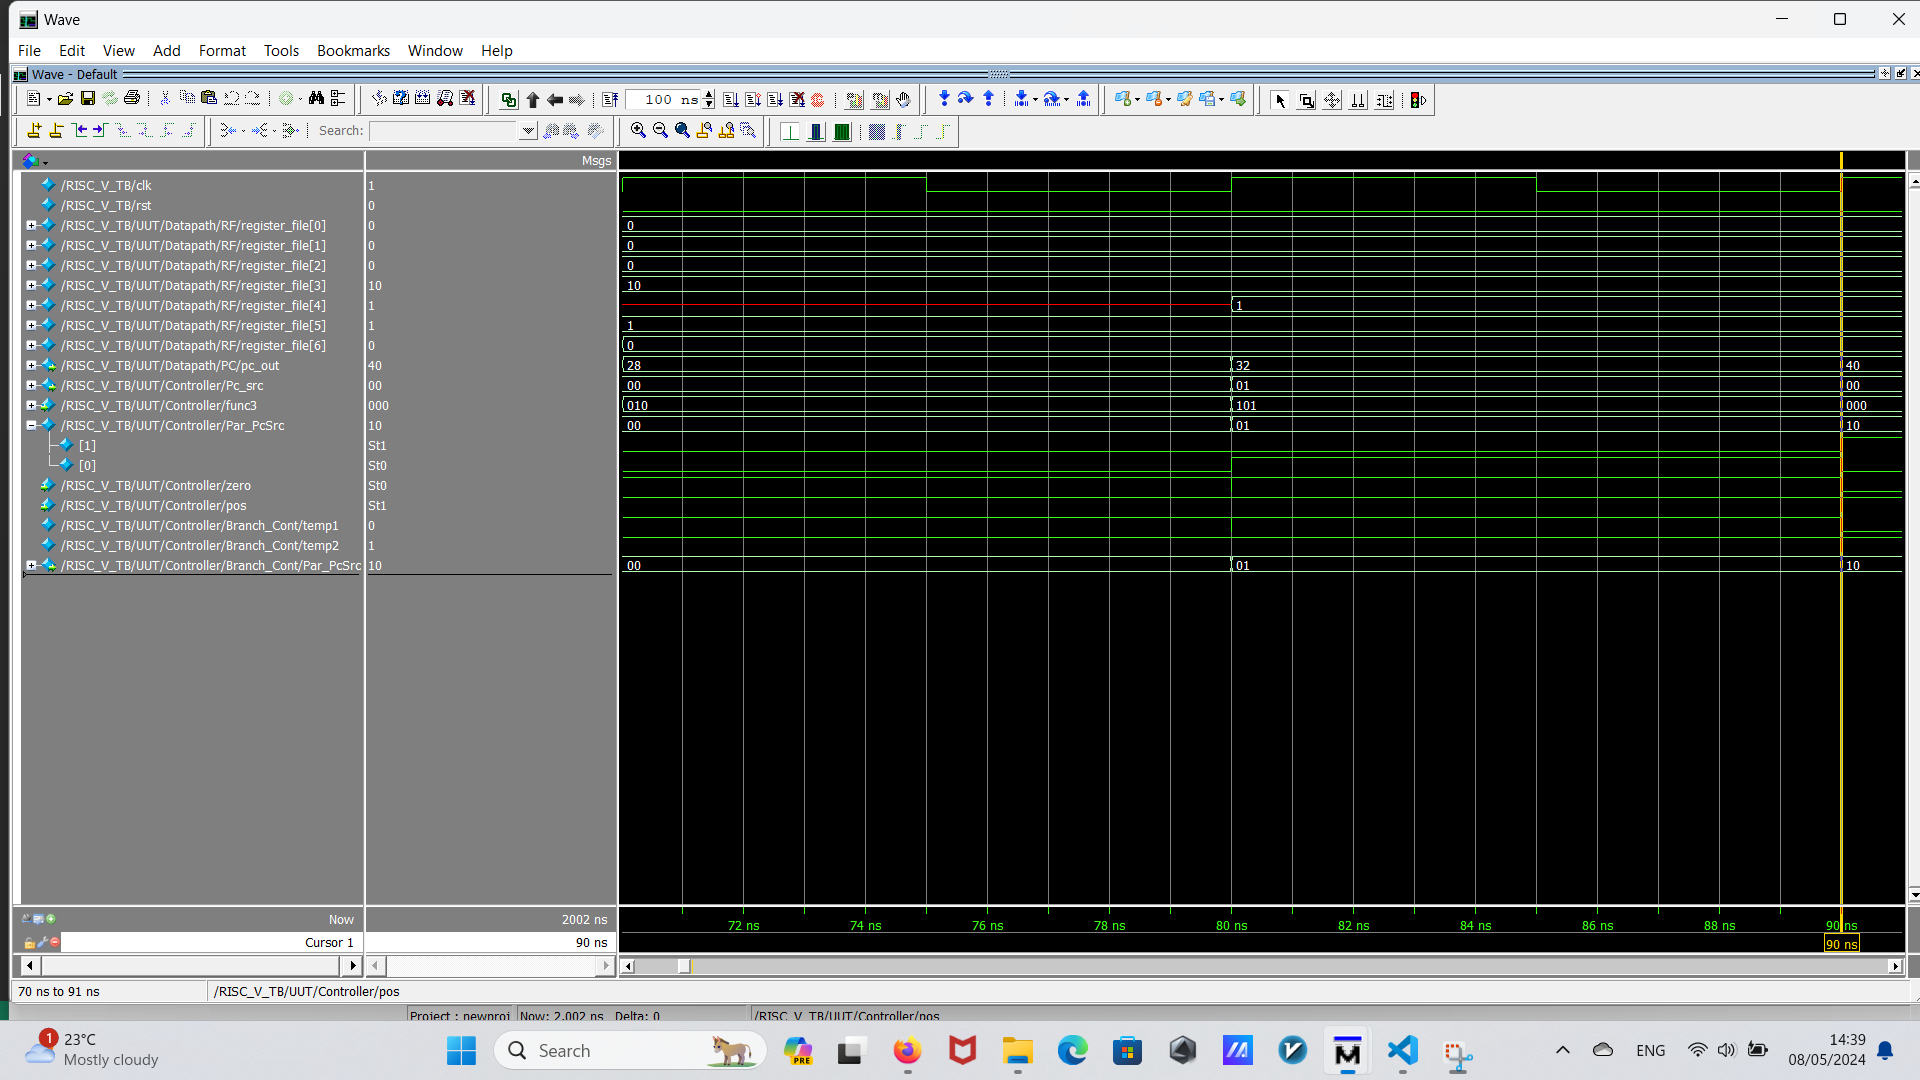 Wave
File Edit View Add Format Tools Bookmarks Window Help
Wave - Default
100 ns
Search:
Msgs
/RISC_V_TB/clk 1
/RISC_V_TB/rst 0
/RISC_V_TB/UUT/Datapath/RF/register_file[0] 0 0
/RISC_V_TB/UUT/Datapath/RF/register_file[1] 0 0
/RISC_V_TB/UUT/Datapath/RF/register_file[2] 0 0
/RISC_V_TB/UUT/Datapath/RF/register_file[3] 10 10
/RISC_V_TB/UUT/Datapath/RF/register_file[4] 1 1
/RISC_V_TB/UUT/Datapath/RF/register_file[5] 1 1
/RISC_V_TB/UUT/Datapath/RF/register_file[6] 0 0
/RISC_V_TB/UUT/Datapath/PC/pc_out 40 28 32 40
/RISC_V_TB/UUT/Controller/Pc_src 00 00 01 00
/RISC_V_TB/UUT/Controller/func3 000 010 101 000
/RISC_V_TB/UUT/Controller/Par_PcSrc 10 00 01 10
[1] St1
[0] St0
/RISC_V_TB/UUT/Controller/zero St0
/RISC_V_TB/UUT/Controller/pos St1
/RISC_V_TB/UUT/Controller/Branch_Cont/temp1 0
/RISC_V_TB/UUT/Controller/Branch_Cont/temp2 1
/RISC_V_TB/UUT/Controller/Branch_Cont/Par_PcSrc 10 00 01 10
Now 2002 ns 72 ns 74 ns 76 ns 78 ns 80 ns 82 ns 84 ns 86 ns 88 ns 90 ns
Cursor 1 90 ns 90 ns
70 ns to 91 ns /RISC_V_TB/UUT/Controller/pos
Project : newproj Now: 2,002 ns Delta: 0 /RISC_V_TB/UUT/Controller/pos
1 23°C
Mostly cloudy
Search
PRE
ENG
14:39
08/05/2024